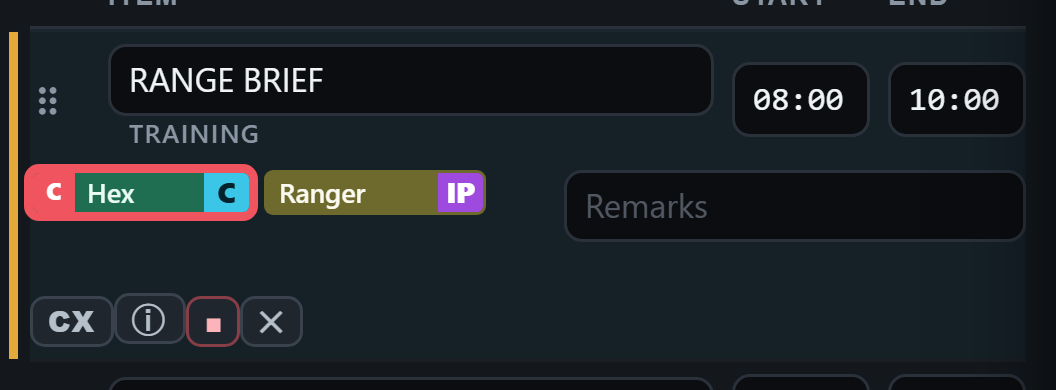 ITEM START END
RANGE BRIEF 08:00 10:00
TRAINING
C Hex C Ranger IP Remarks
CX